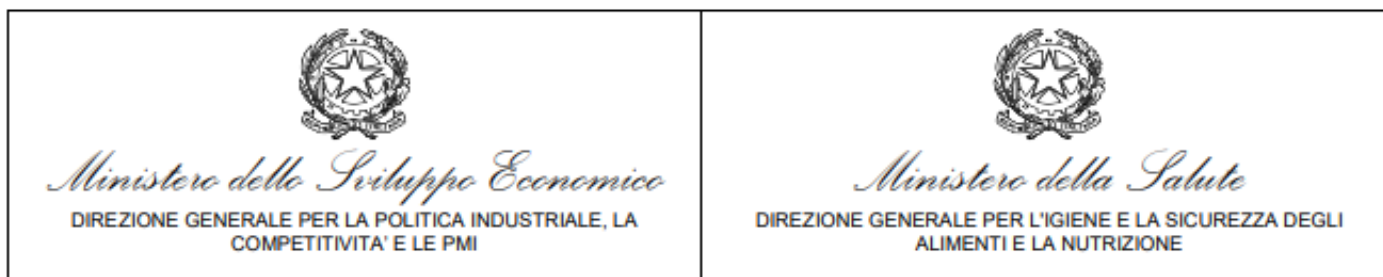 Ministero dello Sviluppo Economico
DIREZIONE GENERALE PER LA POLITICA INDUSTRIALE, LA
COMPETITIVITA' E LE PMI
Ministero della Salute
DIREZIONE GENERALE PER L'IGIENE E LA SICUREZZA DEGLI
ALIMENTI E LA NUTRIZIONE